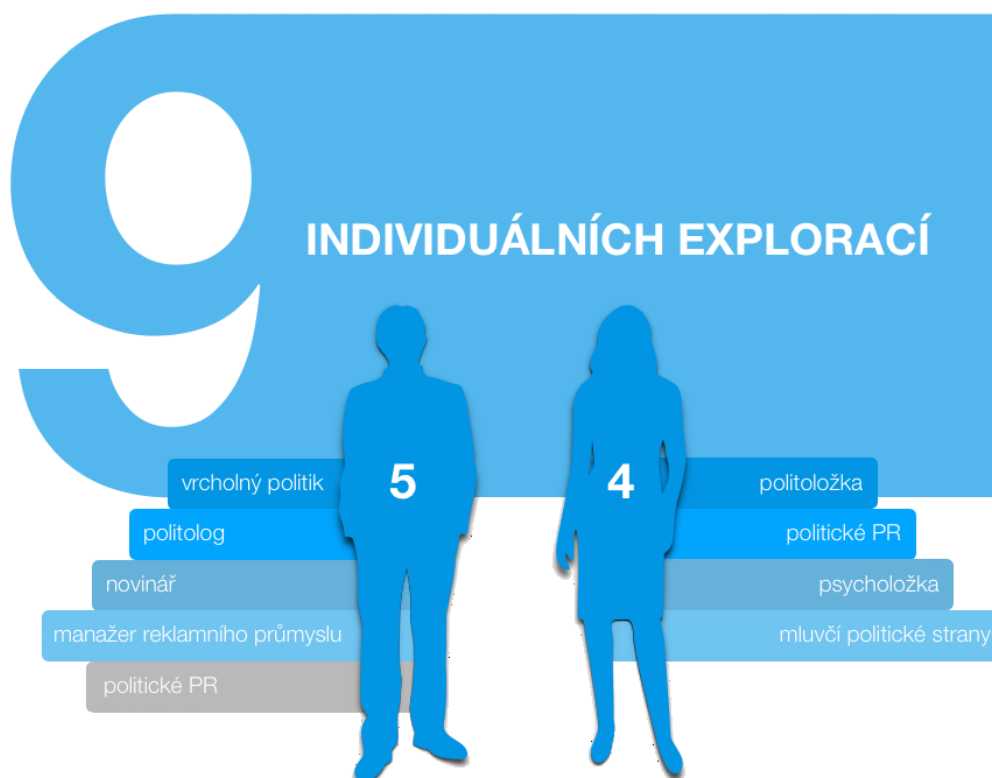 9
INDIVIDUÁLNÍCH EXPLORACÍ
5
vrcholný politik
politolog
novinář
manažer reklamního průmyslu
politické PR
4
politoložka
politické PR
psycholožka
mluvčí politické strany